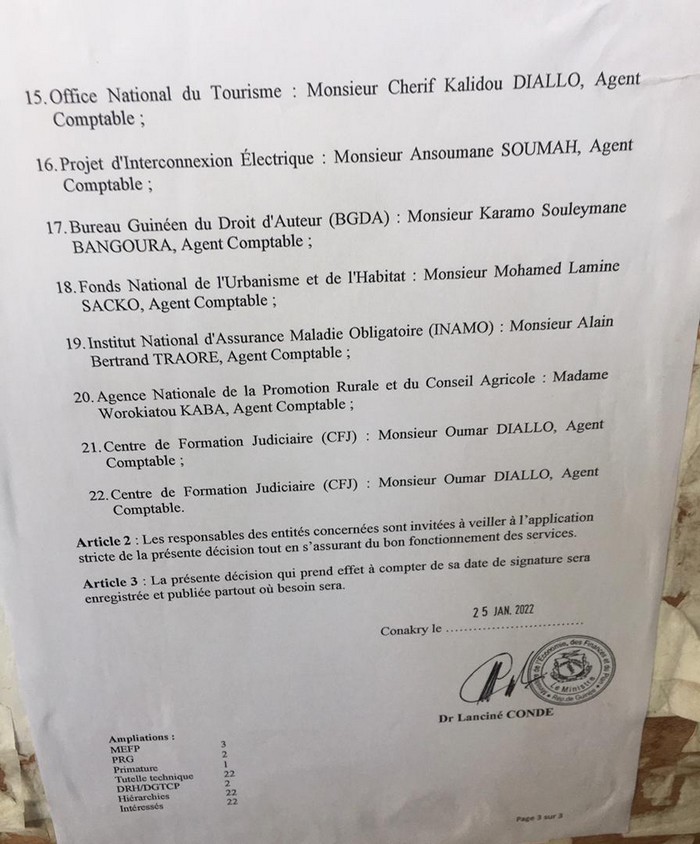 15. Office National du Tourisme : Monsieur Cherif Kalidou DIALLO, Agent
Comptable ;
16. Projet d'Interconnexion Électrique : Monsieur Ansoumane SOUMAH, Agent
Comptable ;
17. Bureau Guinéen du Droit d'Auteur (BGDA) : Monsieur Karamo Souleymane
BANGOURA, Agent Comptable ;
18. Fonds National de l'Urbanisme et de l'Habitat : Monsieur Mohamed Lamine
SACKO, Agent Comptable ;
19. Institut National d'Assurance Maladie Obligatoire (INAMO) : Monsieur Alain
Bertrand TRAORE, Agent Comptable ;
20. Agence Nationale de la Promotion Rurale et du Conseil Agricole : Madame
Worokiatou KABA, Agent Comptable ;
21. Centre de Formation Judiciaire (CFJ) : Monsieur Oumar DIALLO, Agent
Comptable ;
22. Centre de Formation Judiciaire (CFJ) : Monsieur Oumar DIALLO, Agent
Comptable.
Article 2 : Les responsables des entités concernées sont invitées à veiller à l'application
stricte de la présente décision tout en s'assurant du bon fonctionnement des services.
Article 3 : La présente décision qui prend effet à compter de sa date de signature sera
enregistrée et publiée partout où besoin sera.
25 JAN. 2022
Conakry le ..............................
de l'Economie, des Finances et du
Le Ministre
Rép. de Guinée
Dr Lanciné CONDE
Ampliations :
MEFP 3
PRG 2
Primature 1
Tutelle technique 22
DRH/DGTCP 2
Hiérarchies 22
Intéressés 22
Page 3 sur 3